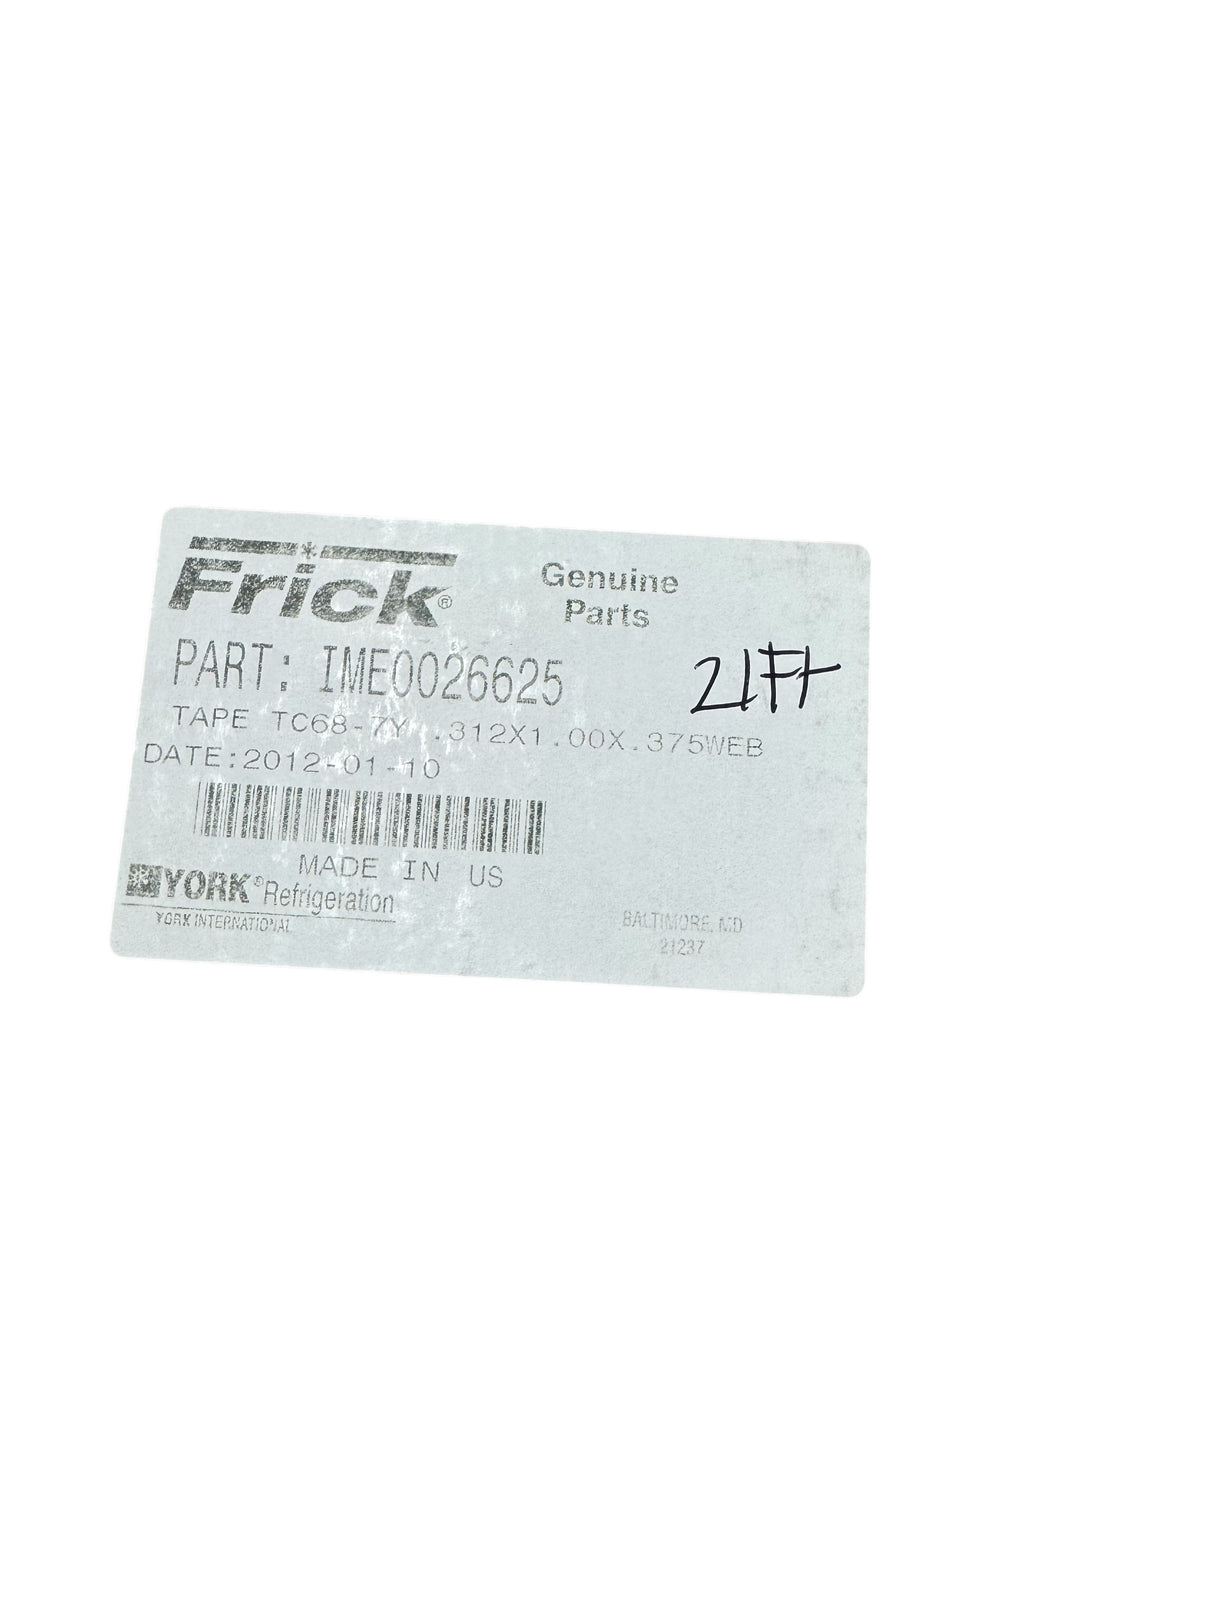 Frick®
Genuine
Parts
PART: IME0026625
21Ft
TAPE TC68-7Y .312X1.00X.375WEB
DATE:2012-01-10
MADE IN US
YORK® Refrigeration
YORK INTERNATIONAL
BALTIMORE, MD
21237